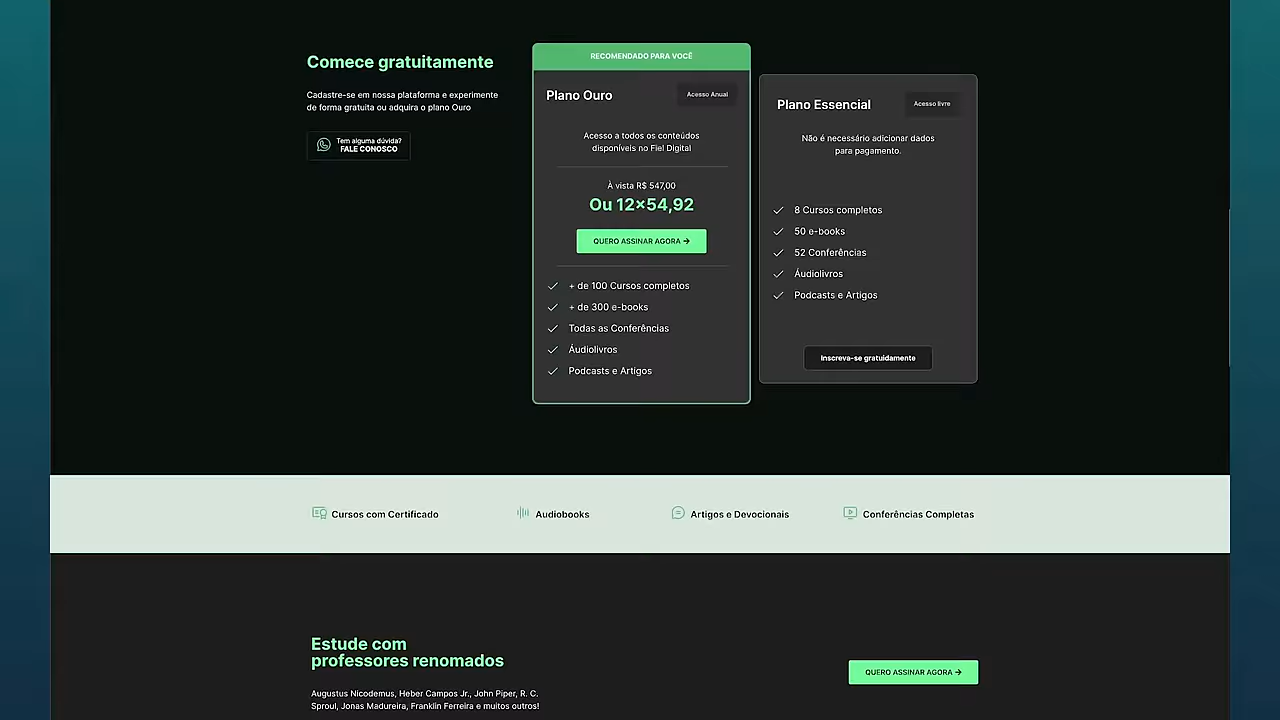 Comece gratuitamente
Cadastre-se em nossa plataforma e experimente
de forma gratuita ou adquira o plano Ouro
Tem alguma dúvida?
FALE CONOSCO
RECOMENDADO PARA VOCÊ
Plano Ouro
Acesso Anual
Acesso a todos os conteúdos
disponíveis no Fiel Digital
À vista R$ 547,00
Ou 12×54,92
QUERO ASSINAR AGORA →
+ de 100 Cursos completos
+ de 300 e-books
Todas as Conferências
Áudiolivros
Podcasts e Artigos
Plano Essencial
Acesso livre
Não é necessário adicionar dados
para pagamento.
8 Cursos completos
50 e-books
52 Conferências
Áudiolivros
Podcasts e Artigos
Inscreva-se gratuidamente
Cursos com Certificado
Audiobooks
Artigos e Devocionais
Conferências Completas
Estude com
professores renomados
Augustus Nicodemus, Heber Campos Jr., John Piper, R. C.
Sproul, Jonas Madureira, Franklin Ferreira e muitos outros!
QUERO ASSINAR AGORA →